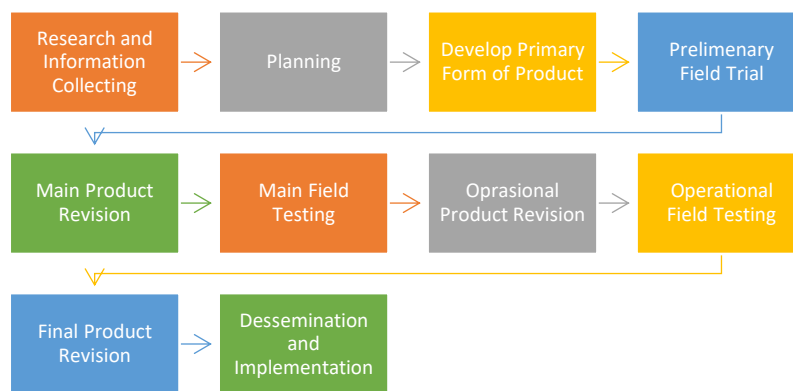 Research and
Information
Collecting
Planning
Develop Primary
Form of Product
Prelimenary
Field Trial
Main Product
Revision
Main Field
Testing
Oprasional
Product Revision
Operational
Field Testing
Final Product
Revision
Dessemination
and
Implementation